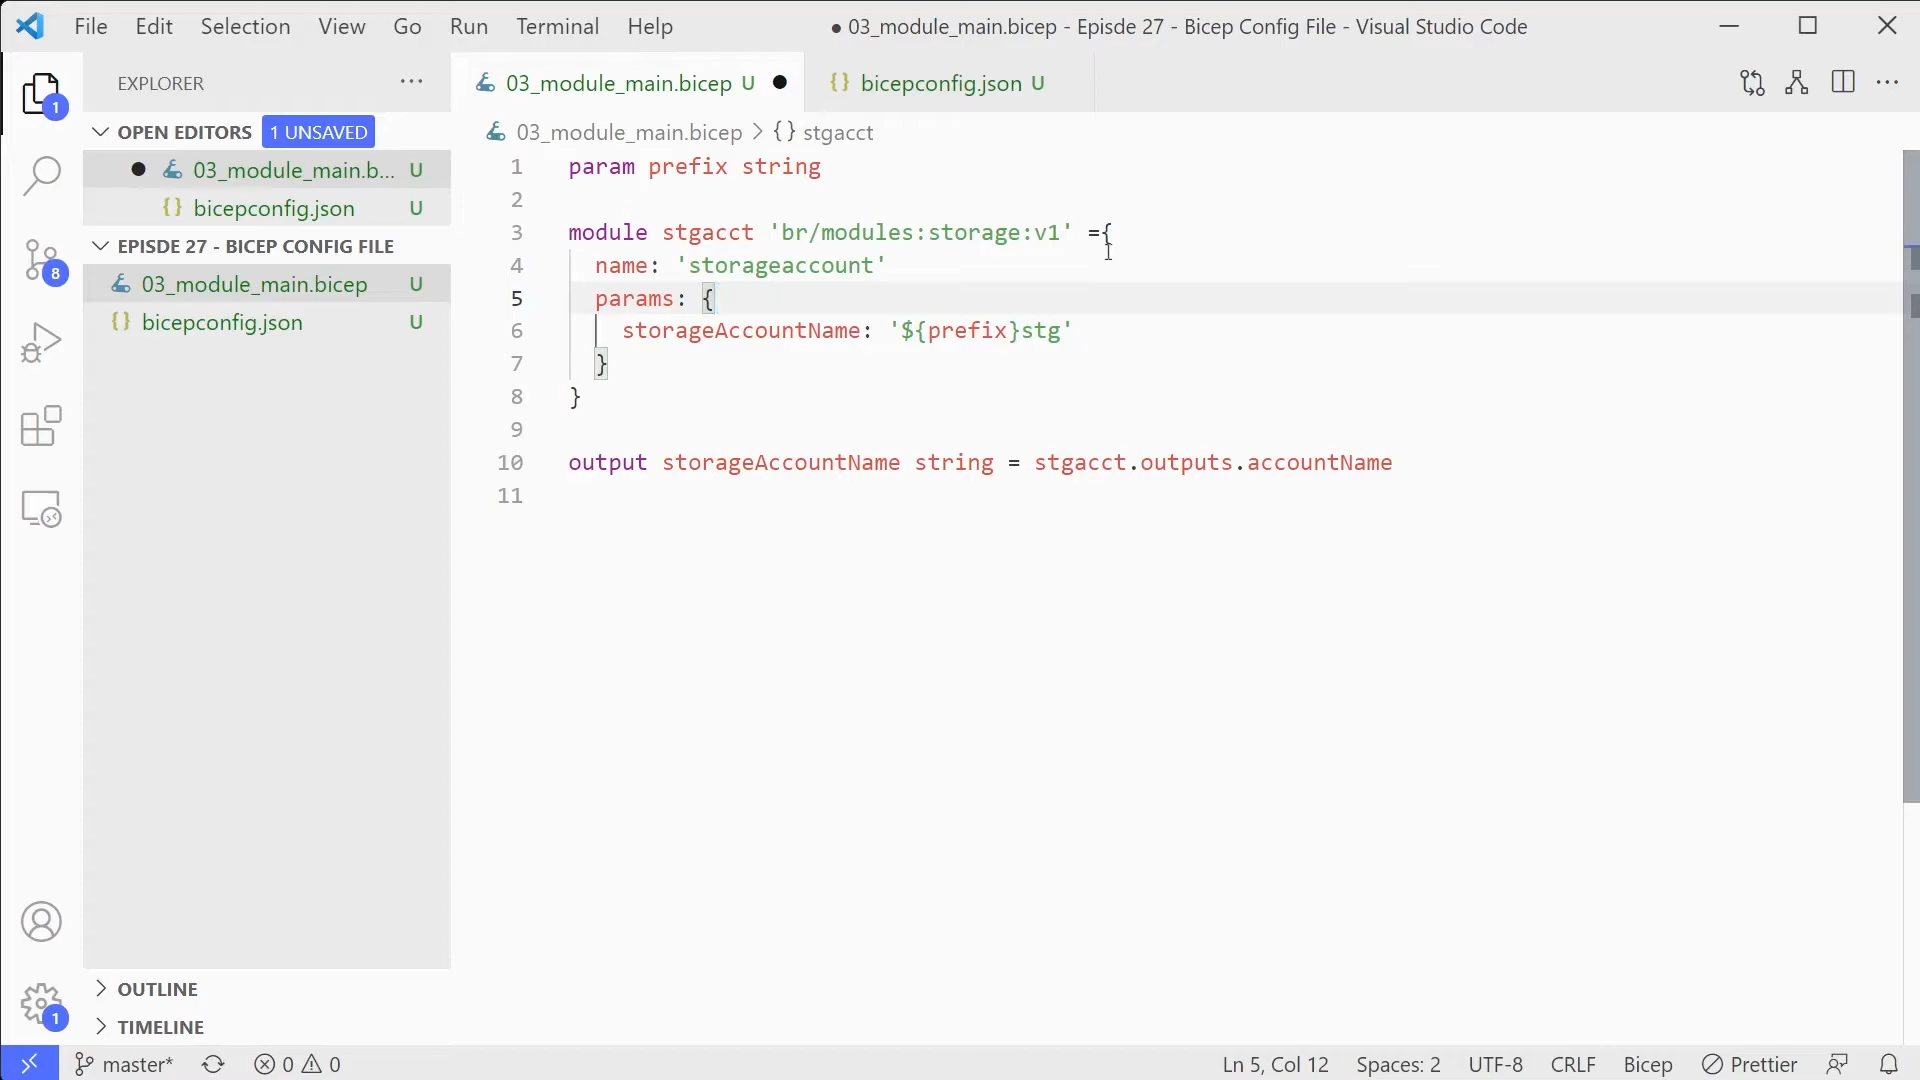 File Edit Selection View Go Run Terminal Help
● 03_module_main.bicep - Episde 27 - Bicep Config File - Visual Studio Code
EXPLORER
OPEN EDITORS 1 UNSAVED
03_module_main.b... U
{} bicepconfig.json U
EPISDE 27 - BICEP CONFIG FILE
03_module_main.bicep U
{} bicepconfig.json U
OUTLINE
TIMELINE
1
8
1
03_module_main.bicep U ●
{} bicepconfig.json U
03_module_main.bicep > {} stgacct
1 param prefix string
2
3 module stgacct 'br/modules:storage:v1' ={
4 name: 'storageaccount'
5 params: {
6 storageAccountName: '${prefix}stg'
7 }
8 }
9
10 output storageAccountName string = stgacct.outputs.accountName
11
master* 0 0
Ln 5, Col 12 Spaces: 2 UTF-8 CRLF Bicep Prettier